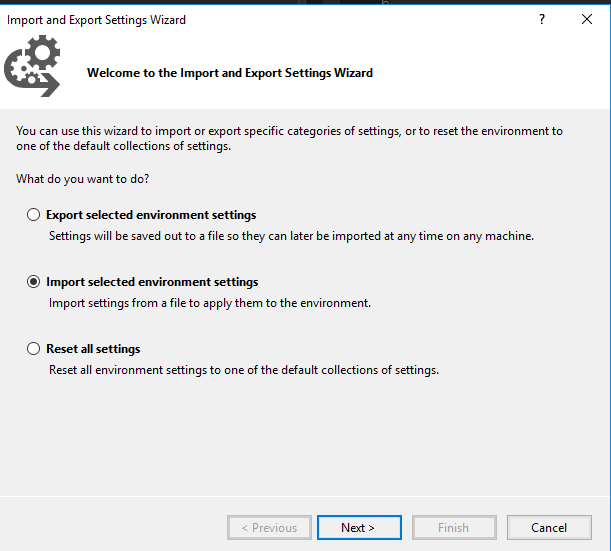 Import and Export Settings Wizard
?
Welcome to the Import and Export Settings Wizard
You can use this wizard to import or export specific categories of settings, or to reset the environment to
one of the default collections of settings.
What do you want to do?
Export selected environment settings
Settings will be saved out to a file so they can later be imported at any time on any machine.
Import selected environment settings
Import settings from a file to apply them to the environment.
Reset all settings
Reset all environment settings to one of the default collections of settings.
< Previous
Next >
Finish
Cancel